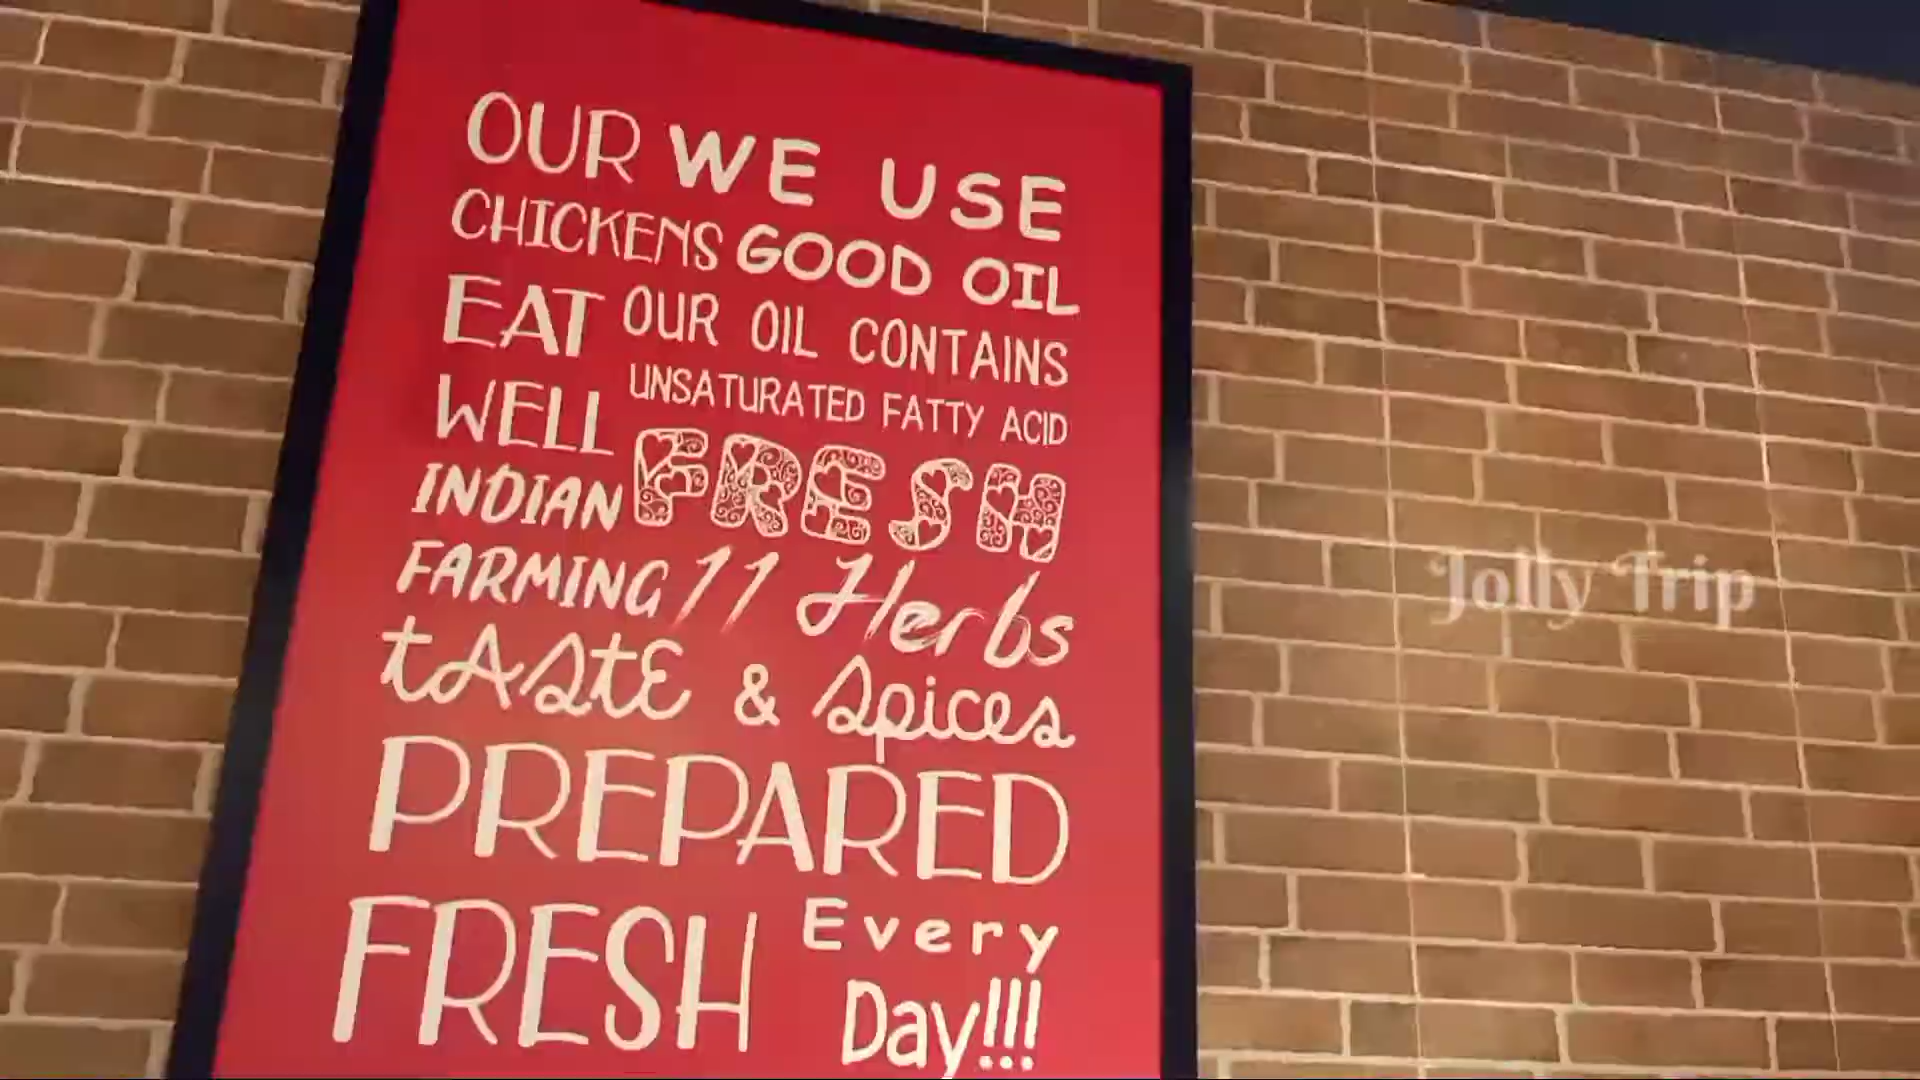 OUR WE USE
CHICKENS GOOD OIL
EAT OUR OIL CONTAINS
WELL UNSATURATED FATTY ACID
INDIAN FRESH
FARMING 11 Herbs
tASTE & Spices
PREPARED
FRESH Every
Day!!!
Jolly Trip